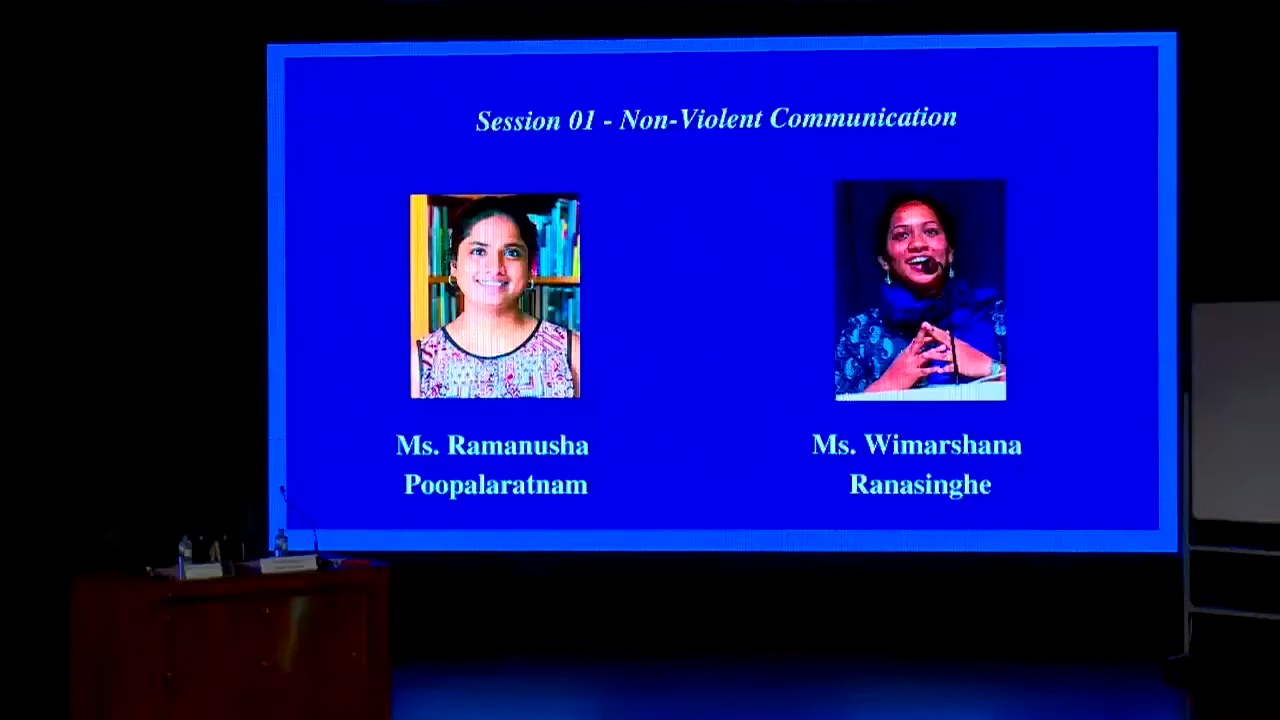 Session 01 - Non-Violent Communication
Ms. Ramanusha
Poopalaratnam
Ms. Wimarshana
Ranasinghe